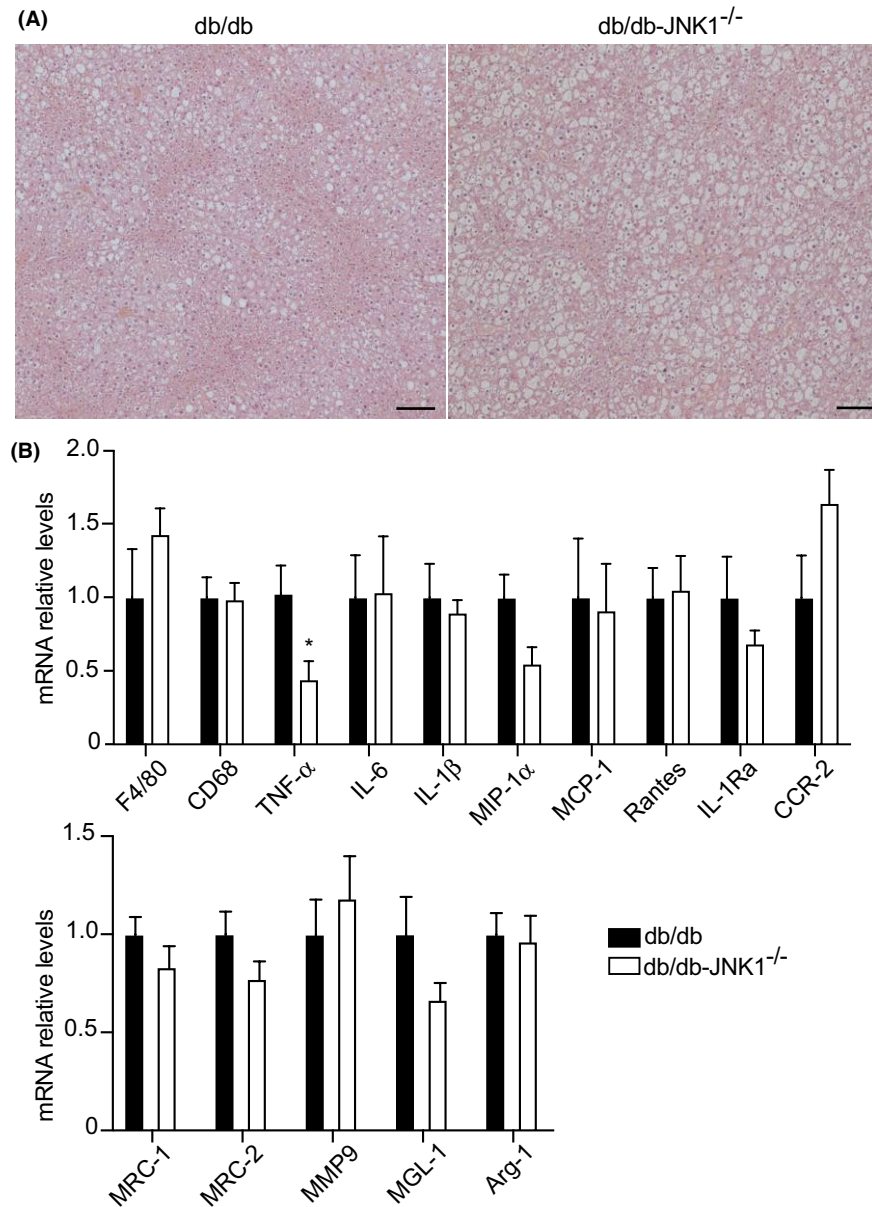 (A)
db/db
db/db-JNK1-/-
(B)
2.0
1.5
1.0
0.5
0
mRNA relative levels
F4/80
CD68
TNF-α
IL-6
IL-1β
MIP-1α
MCP-1
Rantes
IL-1Ra
CCR-2
*
1.5
1.0
0.5
0
mRNA relative levels
MRC-1
MRC-2
MMP9
MGL-1
Arg-1
db/db
db/db-JNK1-/-